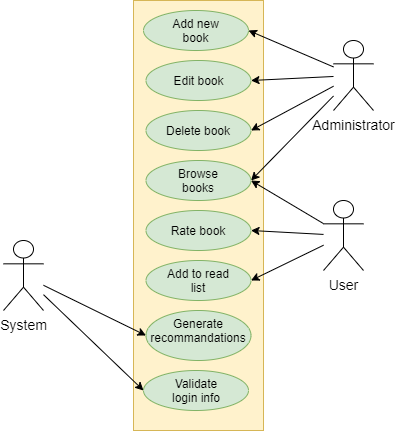 Add new
book
Edit book
Delete book
Administrator
Browse
books
Rate book
Add to read
list
User
System
Generate
recommandations
Validate
login info